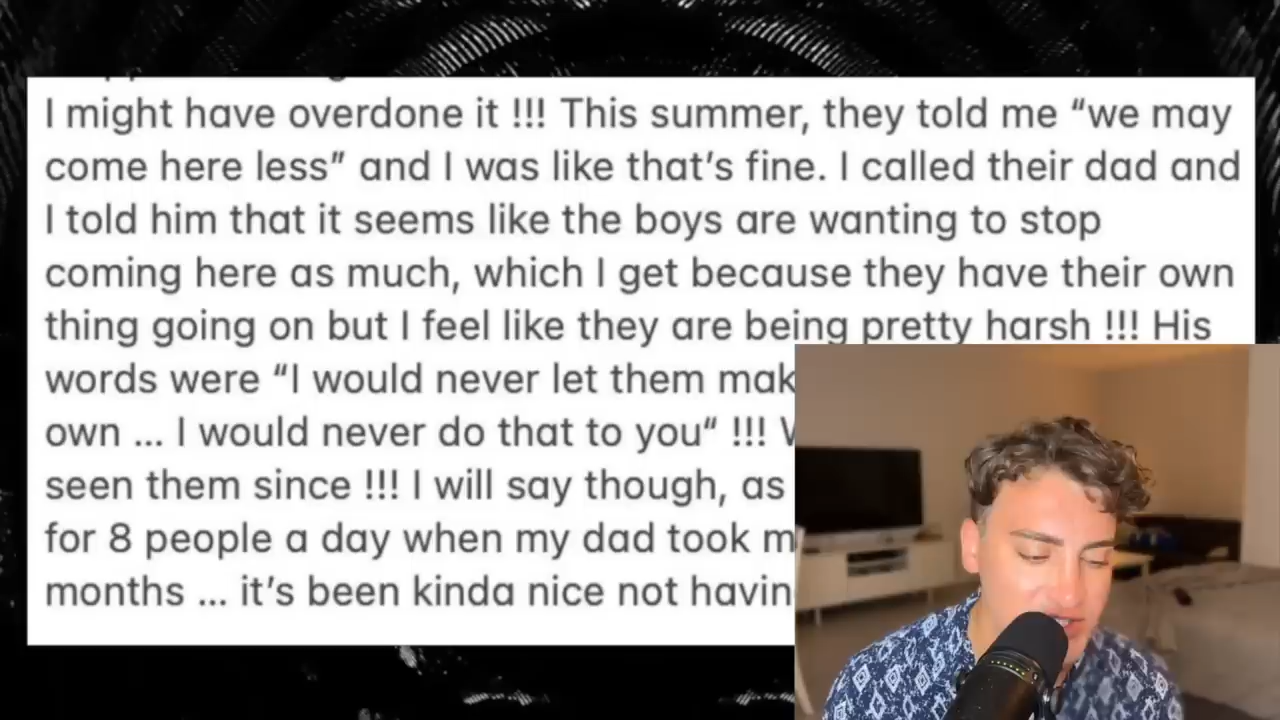 I might have overdone it !!! This summer, they told me “we may
come here less” and I was like that’s fine. I called their dad and
I told him that it seems like the boys are wanting to stop
coming here as much, which I get because they have their own
thing going on but I feel like they are being pretty harsh !!! His
words were “I would never let them
own ... I would never do that to you“ !!!
seen them since !!! I will say though, as
for 8 people a day when my dad took
months ... it’s been kinda nice not